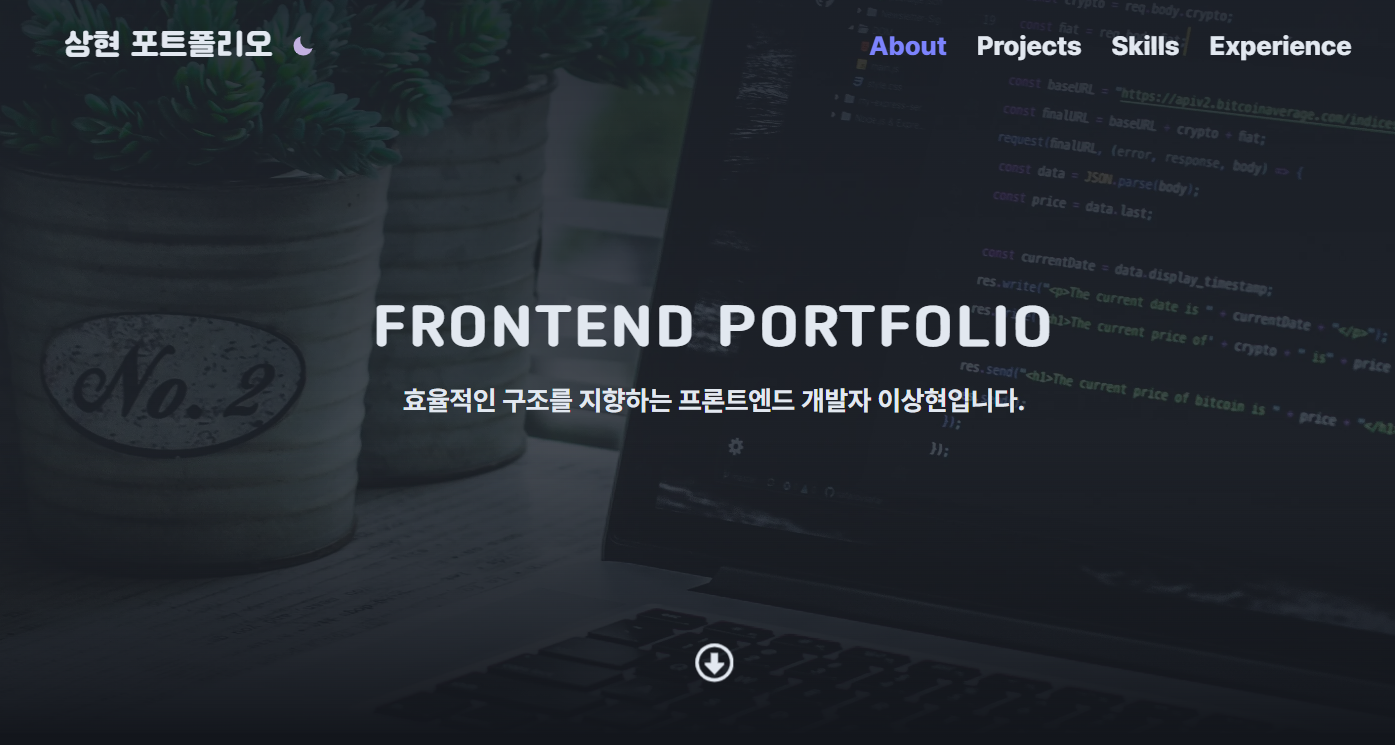 상현 포트폴리오
About Projects Skills Experience
const fiat = req.body
crypto = req.body.crypto;
const baseURL = "https://apiv2.bitcoinaverage.com/indices
const finalURL = baseURL + crypto + fiat;
request(finalURL, (error, response, body) => {
const data = JSON.parse(body);
const price = data.last;
const currentDate = data.display_timestamp;
res.write("<p>The current date is " + currentDate + "</p>");
<h1>The current price of" + crypto + " is" + price
res.send("<h1>The current price of bitcoin is " + price + "</h1
});
});
FRONTEND PORTFOLIO
효율적인 구조를 지향하는 프론트엔드 개발자 이상현입니다.
No. 2